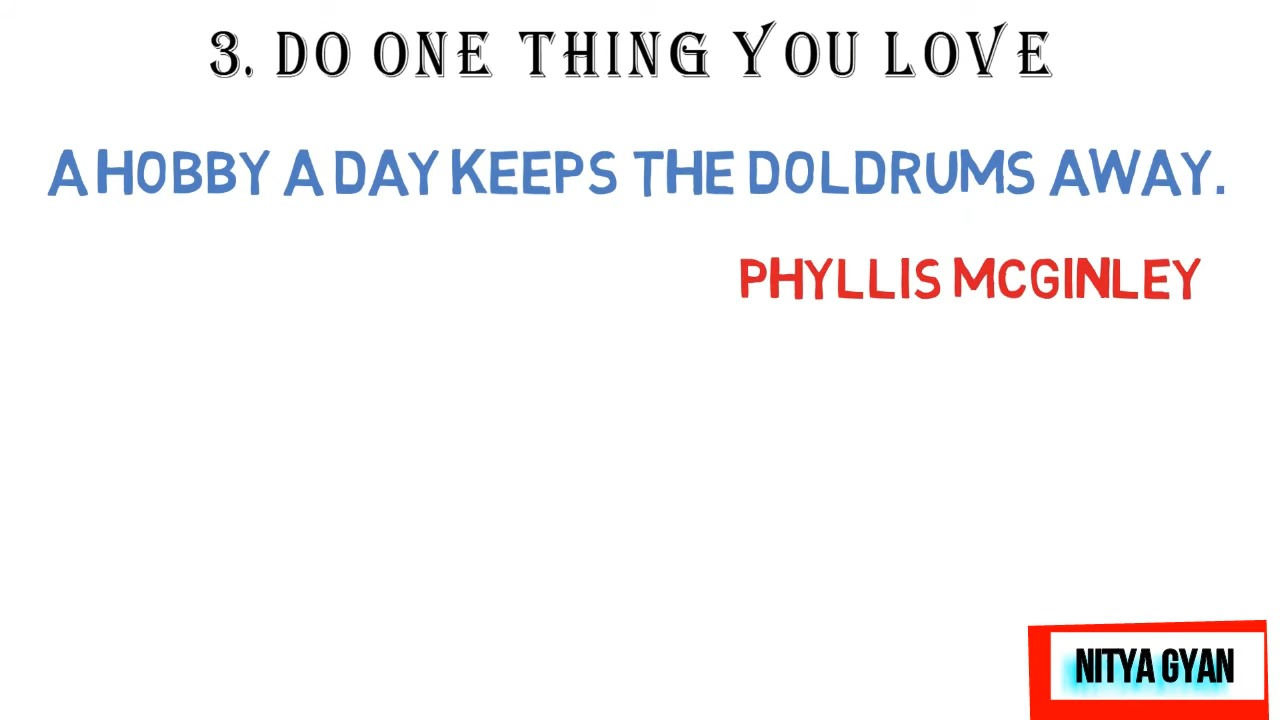 3. DO ONE THING YOU LOVE
A HOBBY A DAY KEEPS THE DOLDRUMS AWAY.
PHYLLIS MCGINLEY
NITYA GYAN